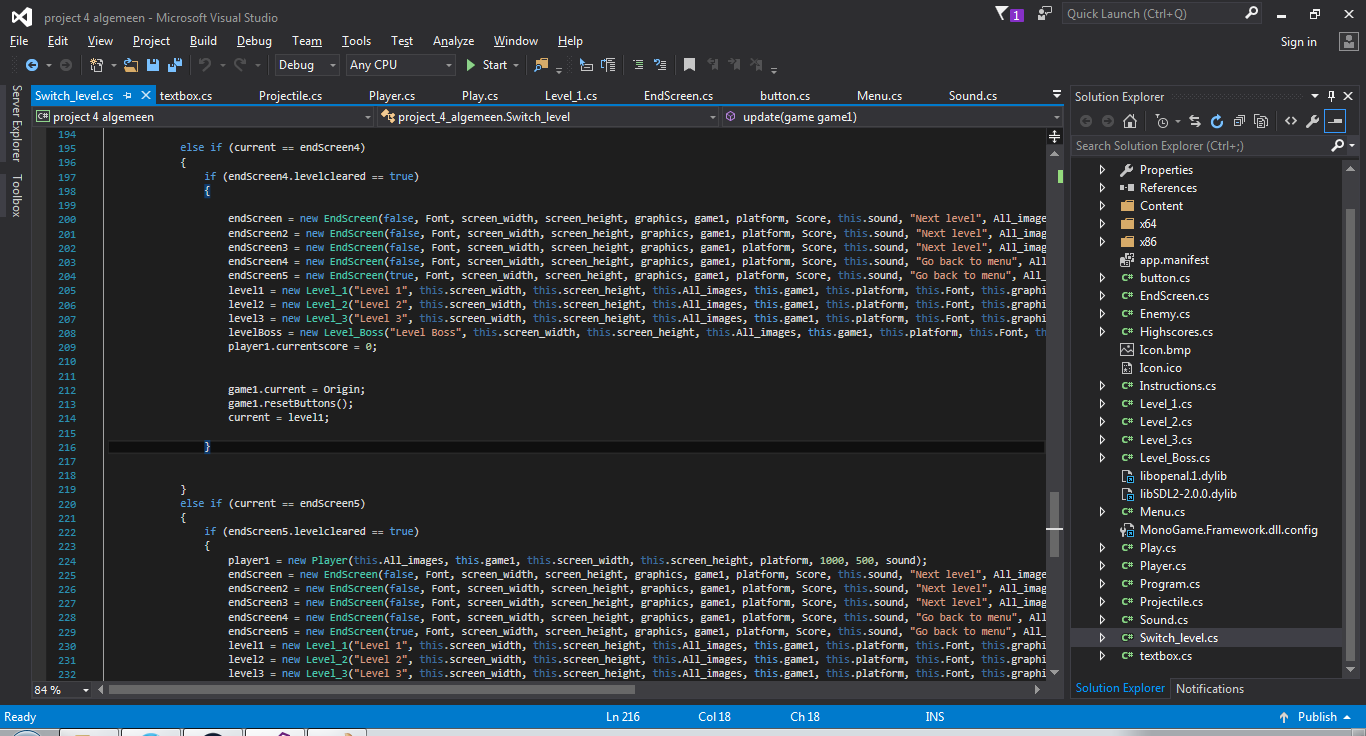 project 4 algemeen - Microsoft Visual Studio
1
Quick Launch (Ctrl+Q)
File Edit View Project Build Debug Team Tools Test Analyze Window Help
Sign in
Debug Any CPU Start
Server Explorer
Toolbox
Switch_level.cs textbox.cs Projectile.cs Player.cs Play.cs Level_1.cs EndScreen.cs button.cs Menu.cs Sound.cs
C# project 4 algemeen project_4_algemeen.Switch_level update(game game1)
194
195 else if (current == endScreen4)
196 {
197 if (endScreen4.levelcleared == true)
198 {
199
200 endScreen = new EndScreen(false, Font, screen_width, screen_height, graphics, game1, platform, Score, this.sound, "Next level", All_image
201 endScreen2 = new EndScreen(false, Font, screen_width, screen_height, graphics, game1, platform, Score, this.sound, "Next level", All_imag
202 endScreen3 = new EndScreen(false, Font, screen_width, screen_height, graphics, game1, platform, Score, this.sound, "Next level", All_imag
203 endScreen4 = new EndScreen(false, Font, screen_width, screen_height, graphics, game1, platform, Score, this.sound, "Go back to menu", All
204 endScreen5 = new EndScreen(true, Font, screen_width, screen_height, graphics, game1, platform, Score, this.sound, "Go back to menu", All_
205 level1 = new Level_1("Level 1", this.screen_width, this.screen_height, this.All_images, this.game1, this.platform, this.Font, this.graphi
206 level2 = new Level_2("Level 2", this.screen_width, this.screen_height, this.All_images, this.game1, this.platform, this.Font, this.graphi
207 level3 = new Level_3("Level 3", this.screen_width, this.screen_height, this.All_images, this.game1, this.platform, this.Font, this.graphi
208 levelBoss = new Level_Boss("Level Boss", this.screen_width, this.screen_height, this.All_images, this.game1, this.platform, this.Font, th
209 player1.currentscore = 0;
210
211
212 game1.current = Origin;
213 game1.resetButtons();
214 current = level1;
215
216 }
217
218
219 }
220 else if (current == endScreen5)
221 {
222 if (endScreen5.levelcleared == true)
223 {
224 player1 = new Player(this.All_images, this.game1, this.screen_width, this.screen_height, platform, 1000, 500, sound);
225 endScreen = new EndScreen(false, Font, screen_width, screen_height, graphics, game1, platform, Score, this.sound, "Next level", All_image
226 endScreen2 = new EndScreen(false, Font, screen_width, screen_height, graphics, game1, platform, Score, this.sound, "Next level", All_imag
227 endScreen3 = new EndScreen(false, Font, screen_width, screen_height, graphics, game1, platform, Score, this.sound, "Next level", All_imag
228 endScreen4 = new EndScreen(false, Font, screen_width, screen_height, graphics, game1, platform, Score, this.sound, "Go back to menu", All
229 endScreen5 = new EndScreen(true, Font, screen_width, screen_height, graphics, game1, platform, Score, this.sound, "Go back to menu", All_
230 level1 = new Level_1("Level 1", this.screen_width, this.screen_height, this.All_images, this.game1, this.platform, this.Font, this.graphi
231 level2 = new Level_2("Level 2", this.screen_width, this.screen_height, this.All_images, this.game1, this.platform, this.Font, this.graphi
232 level3 = new Level_3("Level 3", this.screen_width, this.screen_height, this.All_images, this.game1, this.platform, this.Font, this.graphi
84 %
Solution Explorer
Search Solution Explorer (Ctrl+;)
Properties
References
Content
x64
x86
app.manifest
C# button.cs
C# EndScreen.cs
C# Enemy.cs
C# Highscores.cs
Icon.bmp
Icon.ico
C# Instructions.cs
C# Level_1.cs
C# Level_2.cs
C# Level_3.cs
C# Level_Boss.cs
libopenal.1.dylib
libSDL2-2.0.0.dylib
C# Menu.cs
MonoGame.Framework.dll.config
C# Play.cs
C# Player.cs
C# Program.cs
C# Projectile.cs
C# Sound.cs
C# Switch_level.cs
C# textbox.cs
Solution Explorer Notifications
Ready Ln 216 Col 18 Ch 18 INS Publish